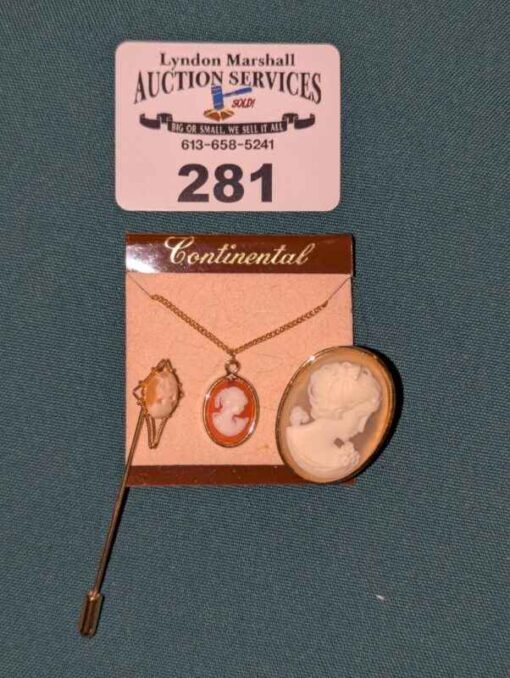 Lyndon Marshall
AUCTION SERVICES
SOLD!
BIG OR SMALL, WE SELL IT ALL
613-658-5241
281
Continental